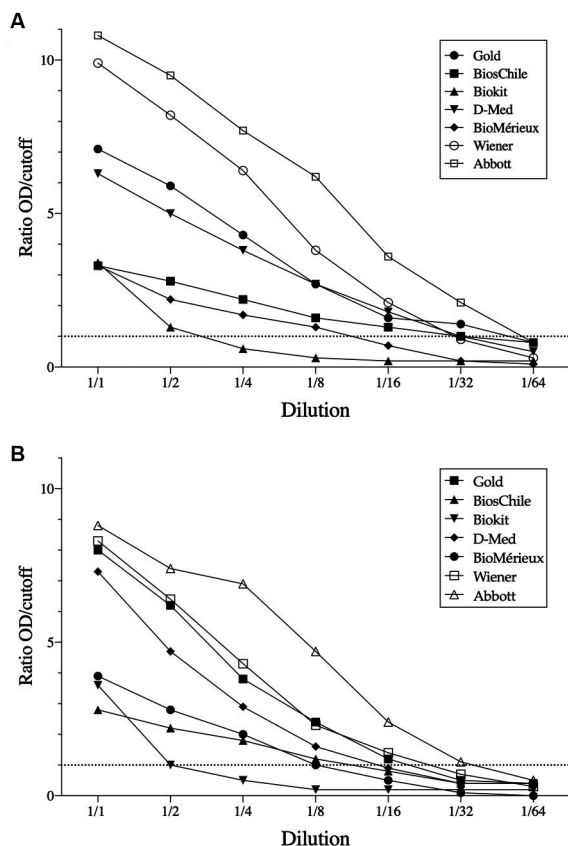 A
Ratio OD/cutoff
10
5
0
Gold
BiosChile
Biokit
D-Med
BioMérieux
Wiener
Abbott
1/1 1/2 1/4 1/8 1/16 1/32 1/64
Dilution
B
Ratio OD/cutoff
10
5
0
Gold
BiosChile
Biokit
D-Med
BioMérieux
Wiener
Abbott
1/1 1/2 1/4 1/8 1/16 1/32 1/64
Dilution